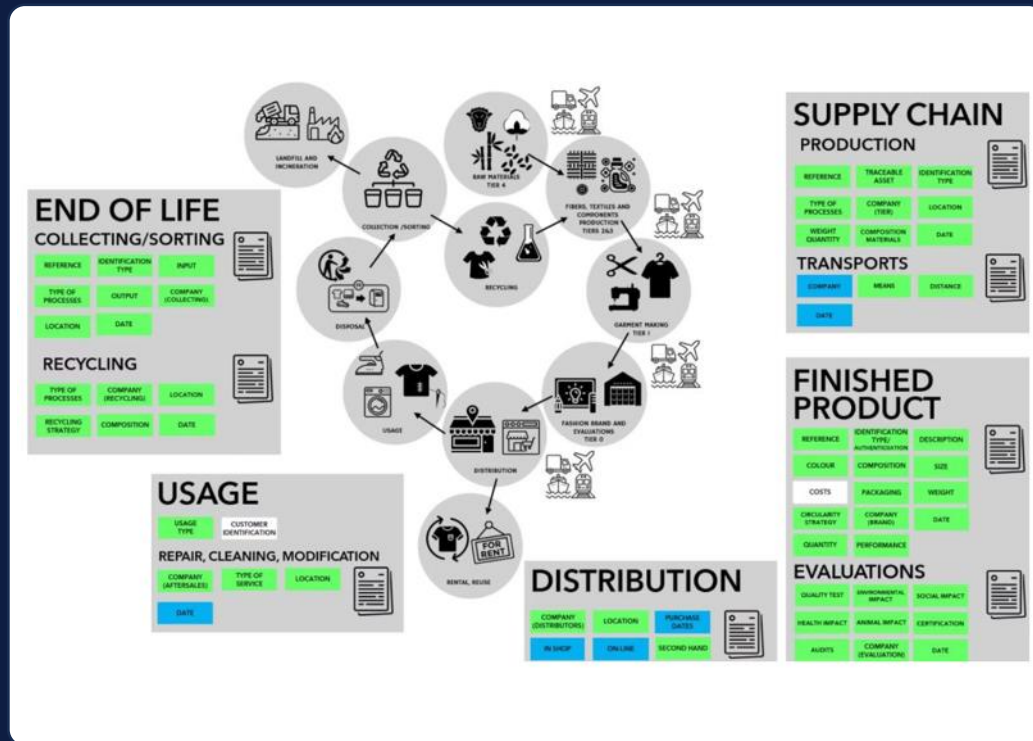 LANDFILL AND
INCINERATION
COLLECTION /SORTING
RAW MATERIALS
TIER 4
FIBERS, TEXTILES AND
COMPONENTS
PRODUCTION
TIERS 2&3
RECYCLING
DISPOSAL
GARMENT MAKING
TIER 1
USAGE
FASHION BRAND AND
EVALUATIONS
TIER 0
DISTRIBUTION
FOR
RENT
RENTAL, REUSE
END OF LIFE
COLLECTING/SORTING
REFERENCE
IDENTIFICATION
TYPE
INPUT
TYPE OF
PROCESSES
OUTPUT
COMPANY
(COLLECTING)
LOCATION
DATE
RECYCLING
TYPE OF
PROCESSES
COMPANY
(RECYCLING)
LOCATION
RECYCLING
STRATEGY
COMPOSITION
DATE
USAGE
USAGE
TYPE
CUSTOMER
IDENTIFICATION
REPAIR, CLEANING, MODIFICATION
COMPANY
(AFTERSALES)
TYPE OF
SERVICE
LOCATION
DATE
DISTRIBUTION
COMPANY
(DISTRIBUTORS)
LOCATION
PURCHASE
DATES
IN SHOP
ON LINE
SECOND HAND
SUPPLY CHAIN
PRODUCTION
REFERENCE
TRACEABLE
ASSET
IDENTIFICATION
TYPE
TYPE OF
PROCESSES
COMPANY
(TIER)
LOCATION
WEIGHT
QUANTITY
COMPOSITION
MATERIALS
DATE
TRANSPORTS
COMPANY
MEANS
DISTANCE
DATE
FINISHED
PRODUCT
REFERENCE
IDENTIFICATION
TYPE/
AUTHENTICATION
DESCRIPTION
COLOUR
COMPOSITION
SIZE
COSTS
PACKAGING
WEIGHT
CIRCULARITY
STRATEGY
COMPANY
(BRAND)
DATE
QUANTITY
PERFORMANCE
EVALUATIONS
QUALITY TEST
ENVIRONMENTAL
IMPACT
SOCIAL IMPACT
HEALTH IMPACT
ANIMAL IMPACT
CERTIFICATION
AUDITS
COMPANY
(EVALUATION)
DATE